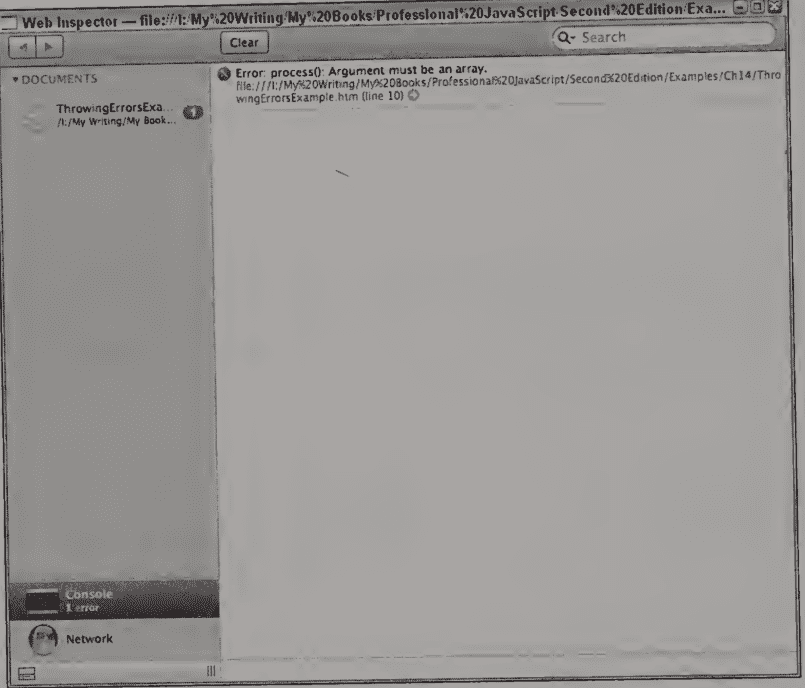 Web Inspector — file:///I:/My%20Writing/My%20Books/Professional%20JavaScript/Second%20Edition/Exa...
Clear
Search
DOCUMENTS
ThrowingErrorsExa...
/I:/My Writing/My Book...
1
Error: process(): Argument must be an array.
file:///I:/My%20Writing/My%20Books/Professional%20JavaScript/Second%20Edition/Examples/Ch14/Thro
wingErrorsExample.htm (line 10)
Console
1 error
Network